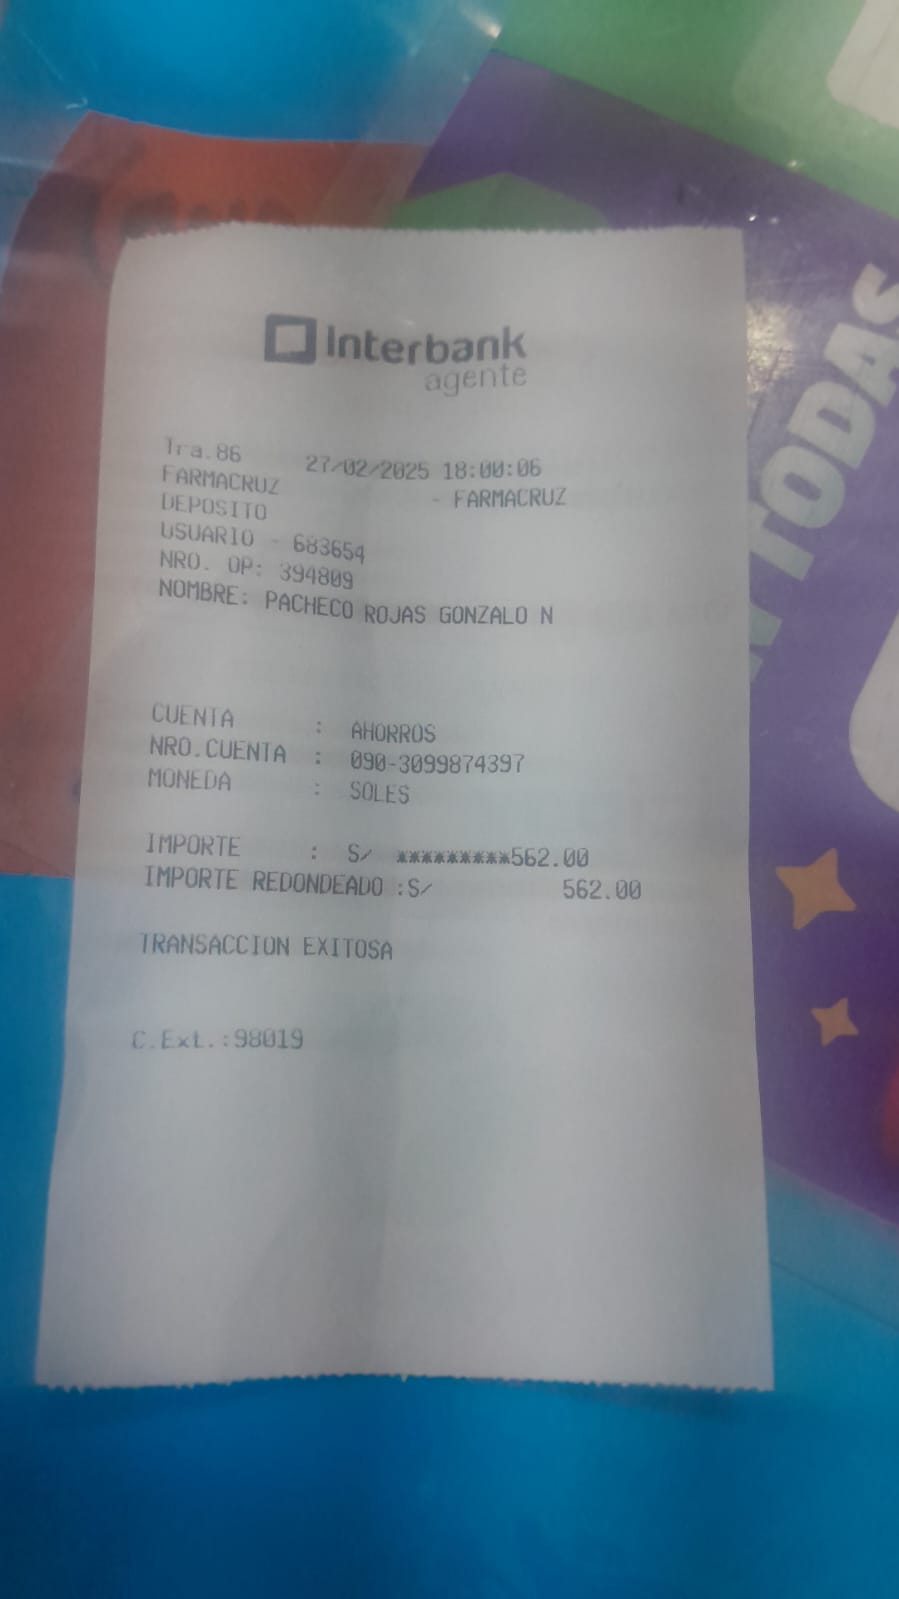 Interbank
agente
Tra.86 27/02/2025 18:00:06
FARMACRUZ - FARMACRUZ
DEPOSITO
USUARIO - 683654
NRO. OP: 394809
NOMBRE: PACHECO ROJAS GONZALO N
CUENTA : AHORROS
NRO.CUENTA : 090-3099874397
MONEDA : SOLES
IMPORTE : S/ *********562.00
IMPORTE REDONDEADO :S/ 562.00
TRANSACCION EXITOSA
C.Ext.:98019
TODAS